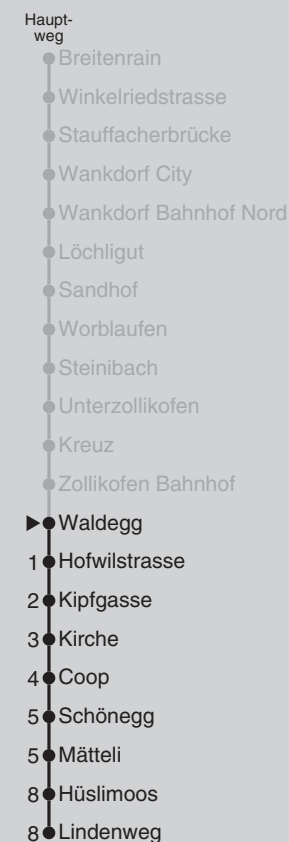 Haupt-
weg
Breitenrain
Winkelriedstrasse
Stauffacherbrücke
Wankdorf City
Wankdorf Bahnhof Nord
Löchligut
Sandhof
Worblaufen
Steinibach
Unterzollikofen
Kreuz
Zollikofen Bahnhof
Waldegg
1 Hofwilstrasse
2 Kipfgasse
3 Kirche
4 Coop
5 Schönegg
5 Mätteli
8 Hüslimoos
8 Lindenweg